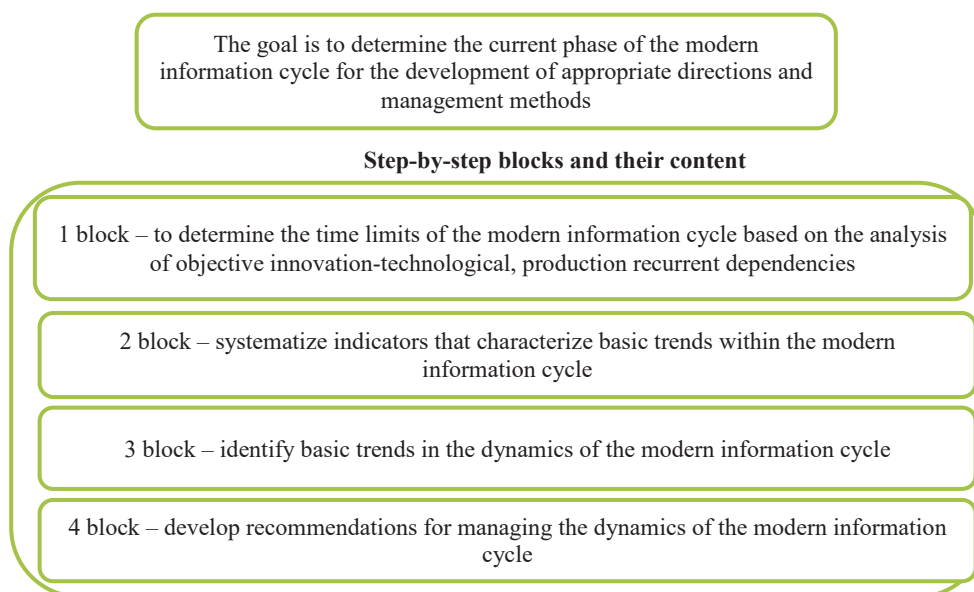 The goal is to determine the current phase of the modern
information cycle for the development of appropriate directions and
management methods
Step-by-step blocks and their content
1 block – to determine the time limits of the modern information cycle based on the analysis
of objective innovation-technological, production recurrent dependencies
2 block – systematize indicators that characterize basic trends within the modern
information cycle
3 block – identify basic trends in the dynamics of the modern information cycle
4 block – develop recommendations for managing the dynamics of the modern information
cycle